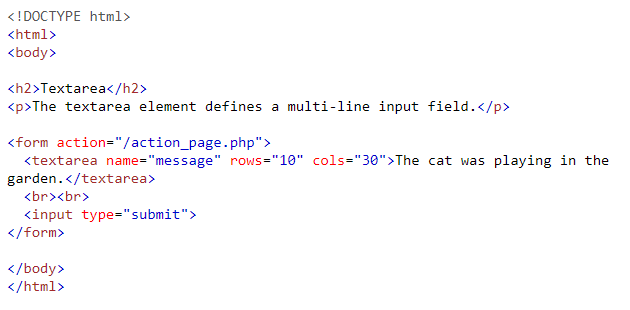 <!DOCTYPE html>
<html>
<body>

<h2>Textarea</h2>
<p>The textarea element defines a multi-line input field.</p>

<form action="/action_page.php">
  <textarea name="message" rows="10" cols="30">The cat was playing in the
garden.</textarea>
  <br><br>
  <input type="submit">
</form>

</body>
</html>